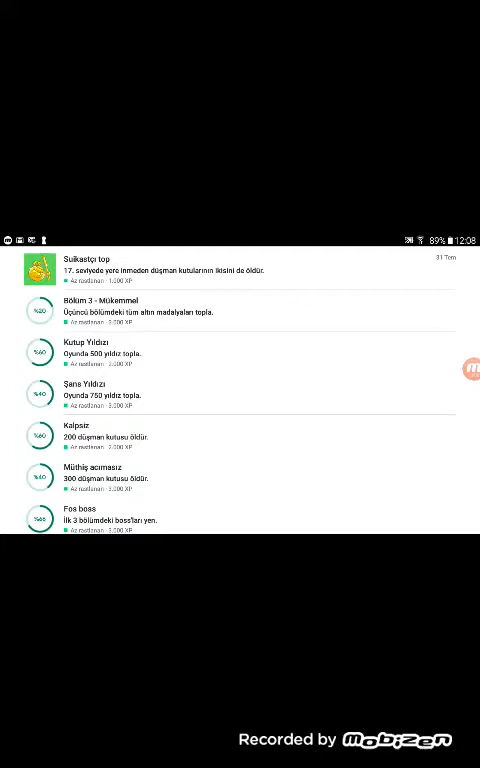 89% 12:08
Suikastçı top
31 Tem
17. seviyede yere inmeden düşman kutularının ikisini de öldür.
Az rastlanan - 1.000 XP
%20
Bölüm 3 - Mükemmel
Üçüncü bölümdeki tüm altın madalyaları topla.
Az rastlanan - 3.000 XP
%60
Kutup Yıldızı
Oyunda 500 yıldız topla.
Az rastlanan - 2.000 XP
%40
Şans Yıldızı
Oyunda 750 yıldız topla.
Az rastlanan - 3.000 XP
%60
Kalpsiz
200 düşman kutusu öldür.
Az rastlanan - 2.000 XP
%40
Müthiş acımasız
300 düşman kutusu öldür.
Az rastlanan - 3.000 XP
%66
Fos boss
İlk 3 bölümdeki boss'ları yen.
Az rastlanan - 3.000 XP
Recorded by Mobizen